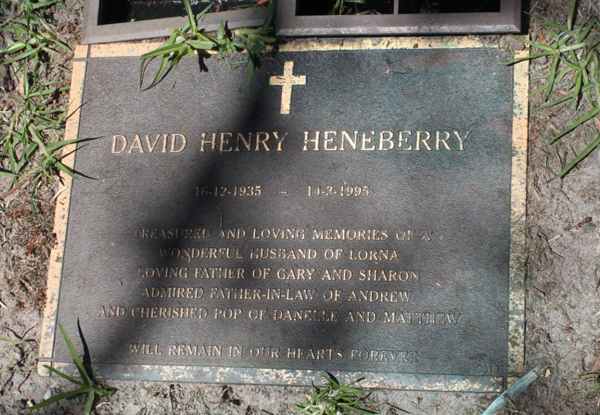 DAVID HENRY HENEBERRY
16-12-1935 - 14-3-1995
TREASURED AND LOVING MEMORIES OF A
WONDERFUL HUSBAND OF LORNA
LOVING FATHER OF GARY AND SHARON
ADMIRED FATHER-IN-LAW OF ANDREW
AND CHERISHED POP OF DANELLE AND MATTHEW
WILL REMAIN IN OUR HEARTS FOREVER